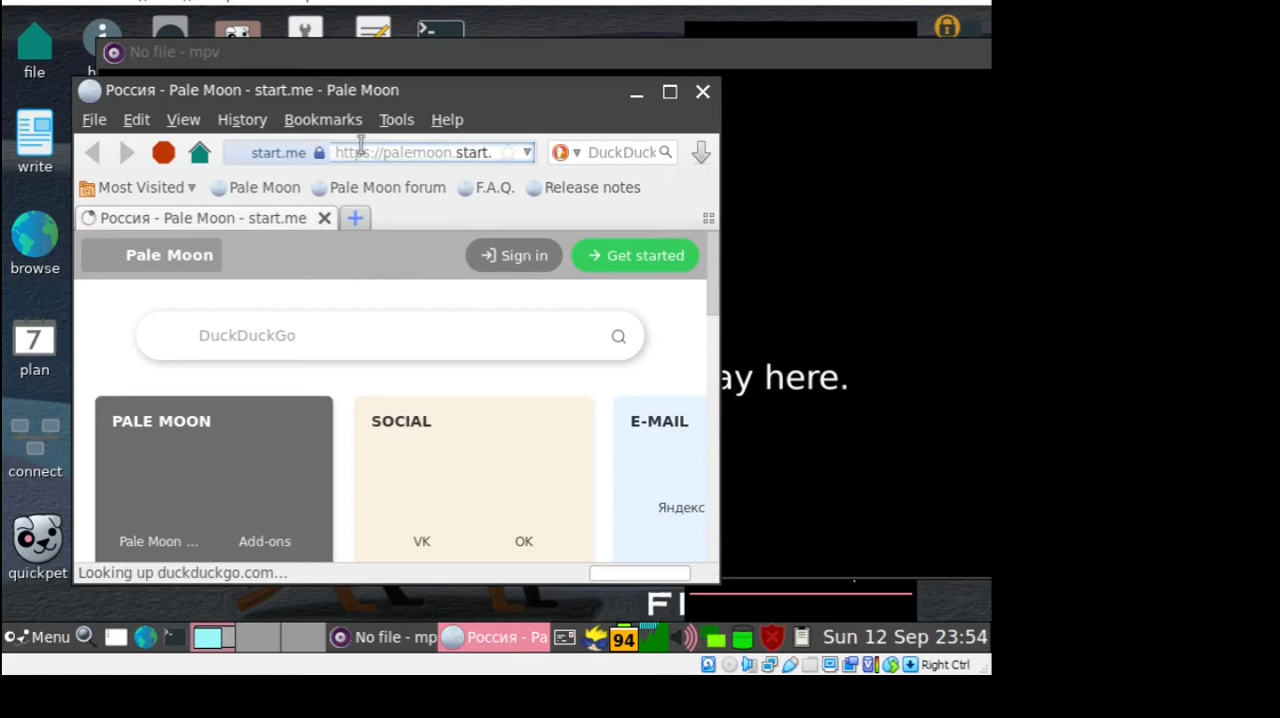 file
write
browse
7
plan
connect
quickpet
No file - mpv
Россия - Pale Moon - start.me - Pale Moon
File Edit View History Bookmarks Tools Help
start.me https://palemoon.start. DuckDuck
Most Visited Pale Moon Pale Moon forum F.A.Q. Release notes
Россия - Pale Moon - start.me
Pale Moon Sign in Get started
DuckDuckGo
PALE MOON SOCIAL E-MAIL
Яндекс
Pale Moon ... Add-ons VK OK
Looking up duckduckgo.com...
ay here.
Menu No file - mp Россия - Pa 94 Sun 12 Sep 23:54
Right Ctrl